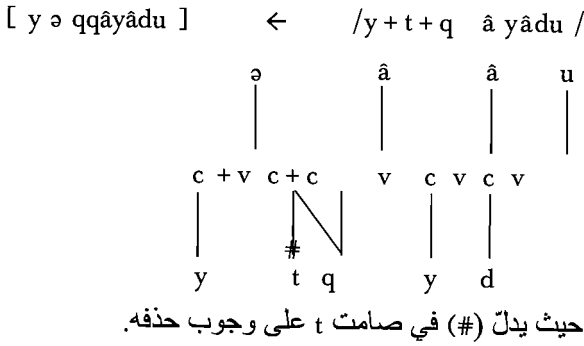 [ y ə qqâyâdu ] ← /y + t + q â yâdu /
ə â â u
c + v c + c v c v c v
#
y t q y d
حيث يدلّ (#) في صامت t على وجوب حذفه.